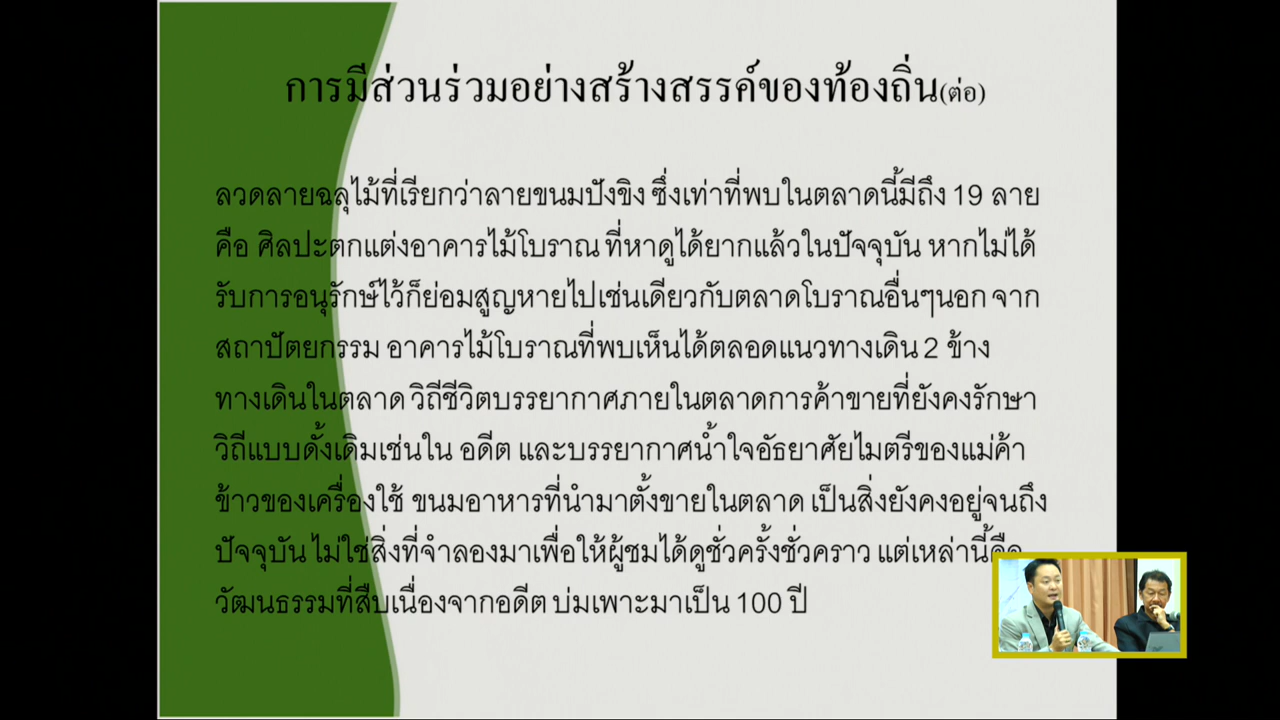 การมีส่วนร่วมอย่างสร้างสรรค์ของท้องถิ่น(ต่อ)
ลวดลายฉลุไม้ที่เรียกว่าลายขนมปังขิง ซึ่งเท่าที่พบในตลาดนี้มีถึง 19 ลาย
คือ ศิลปะตกแต่งอาคารไม้โบราณ ที่หาดูได้ยากแล้วในปัจจุบัน หากไม่ได้
รับการอนุรักษ์ไว้ก็ย่อมสูญหายไปเช่นเดียวกับตลาดโบราณอื่นๆนอก จาก
สถาปัตยกรรม อาคารไม้โบราณที่พบเห็นได้ตลอดแนวทางเดิน 2 ข้าง
ทางเดินในตลาด วิถีชีวิตบรรยากาศภายในตลาดการค้าขายที่ยังคงรักษา
วิถีแบบดั้งเดิมเช่นใน อดีต และบรรยากาศน้ำใจอัธยาศัยไมตรีของแม่ค้า
ข้าวของเครื่องใช้ ขนมอาหารที่นำมาตั้งขายในตลาด เป็นสิ่งยังคงอยู่จนถึง
ปัจจุบัน ไม่ใช่สิ่งที่จำลองมาเพื่อให้ผู้ชมได้ดูชั่วครั้งชั่วคราว แต่เหล่านี้คือ
วัฒนธรรมที่สืบเนื่องจากอดีต บ่มเพาะมาเป็น 100 ปี